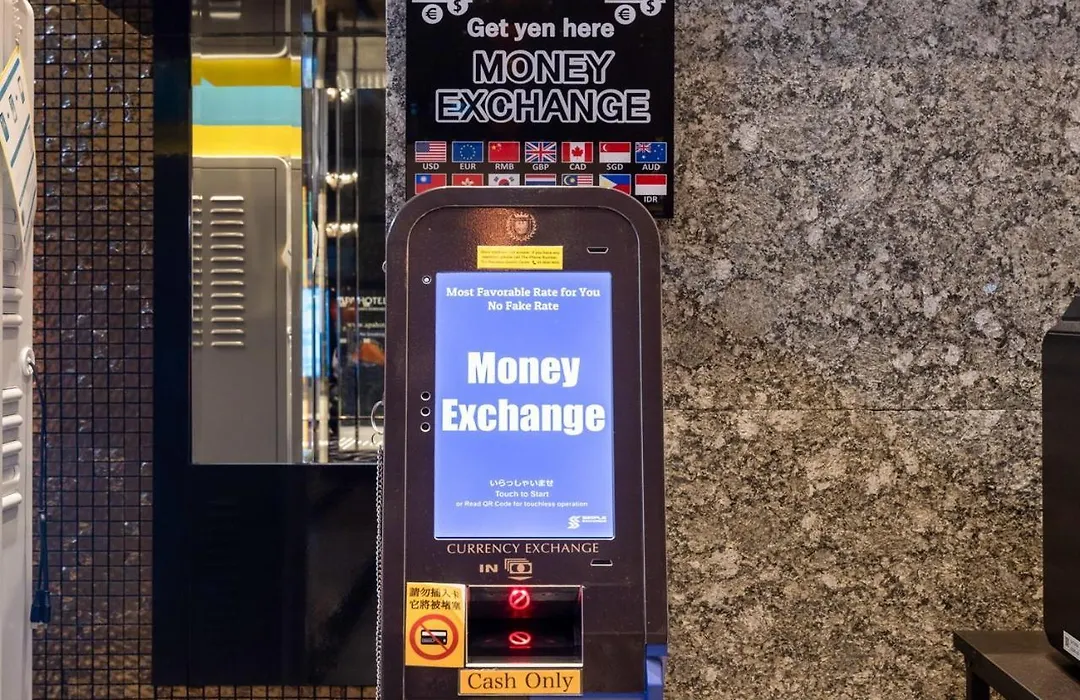 Get yen here
MONEY
EXCHANGE
USD EUR RMB GBP CAD SGD AUD
IDR
Most Favorable Rate for You
No Fake Rate
Money
Exchange
いらっしゃいませ
Touch to Start
or Read QR Code for touchless operation
CURRENCY EXCHANGE
IN
請勿插入卡
它將被堵塞
Cash Only